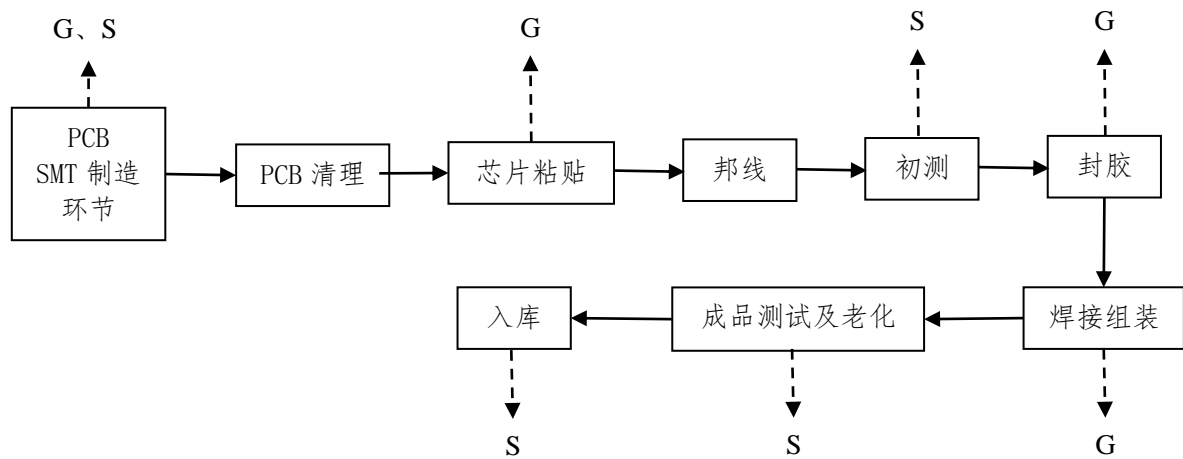 G、S
G
S
G
PCB
SMT 制造
环节
PCB 清理
芯片粘贴
邦线
初测
封胶
入库
成品测试及老化
焊接组装
S
S
G